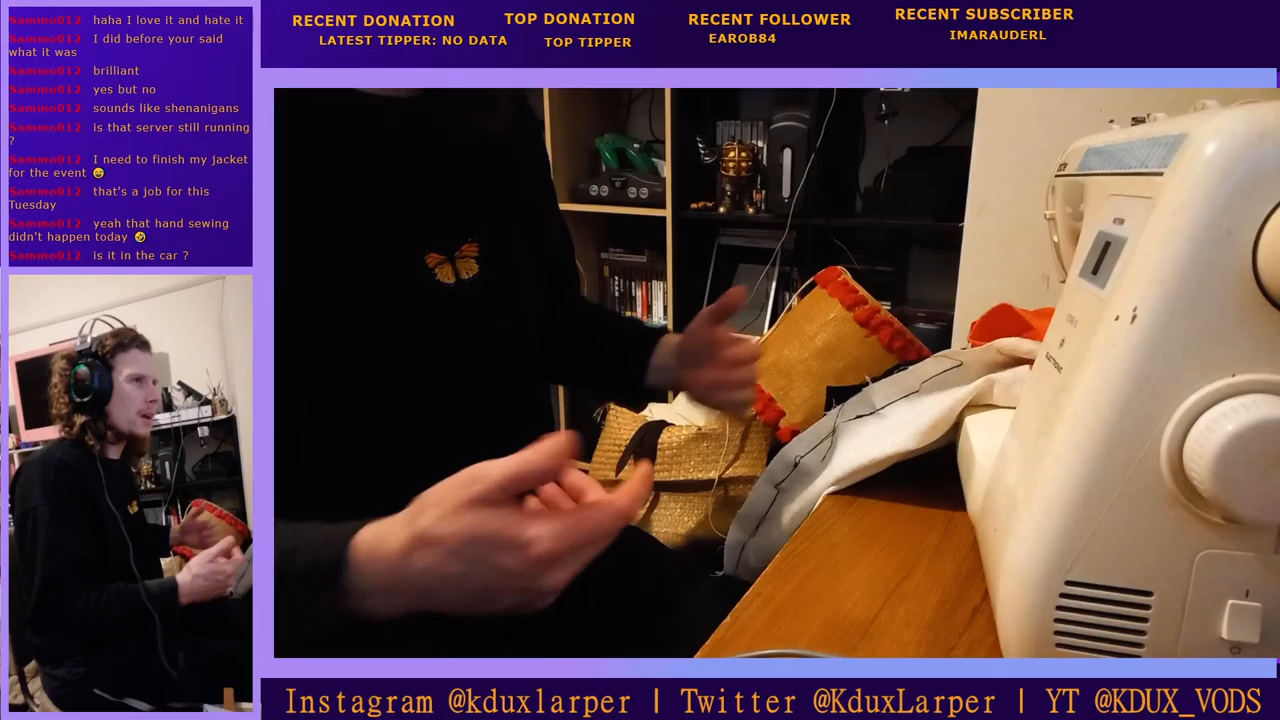 Sammo012 haha I love it and hate it
Sammo012 I did before your said
what it was
Sammo012 brilliant
Sammo012 yes but no
Sammo012 sounds like shenanigans
Sammo012 is that server still running
?
Sammo012 I need to finish my jacket
for the event 😅
Sammo012 that's a job for this
Tuesday
Sammo012 yeah that hand sewing
didn't happen today 🤣
Sammo012 is it in the car ?
RECENT DONATION
LATEST TIPPER: NO DATA
TOP DONATION
TOP TIPPER
RECENT FOLLOWER
EAROB84
RECENT SUBSCRIBER
IMARAUDERL
Instagram @kduxlarper | Twitter @KduxLarper | YT @KDUX_VODS